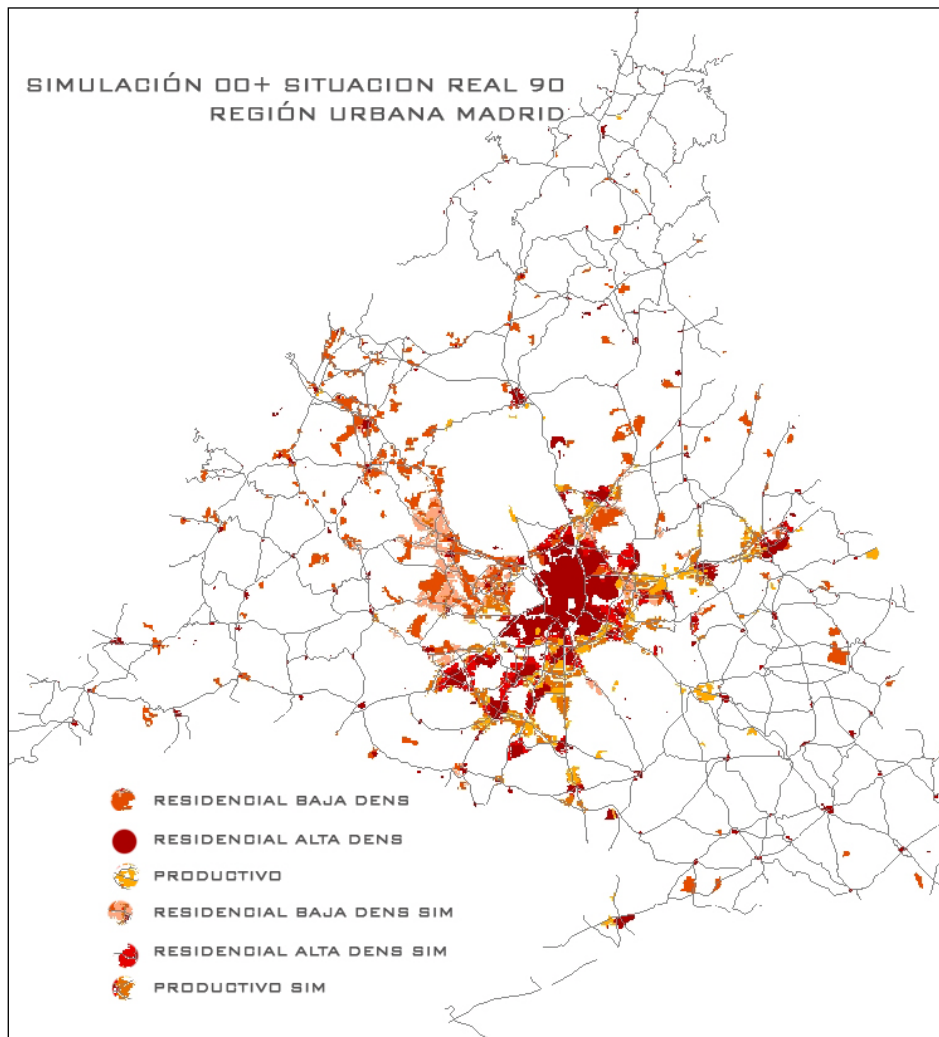 SIMULACIÓN 00+ SITUACION REAL 90
REGIÓN URBANA MADRID
RESIDENCIAL BAJA DENS
RESIDENCIAL ALTA DENS
PRODUCTIVO
RESIDENCIAL BAJA DENS SIM
RESIDENCIAL ALTA DENS SIM
PRODUCTIVO SIM